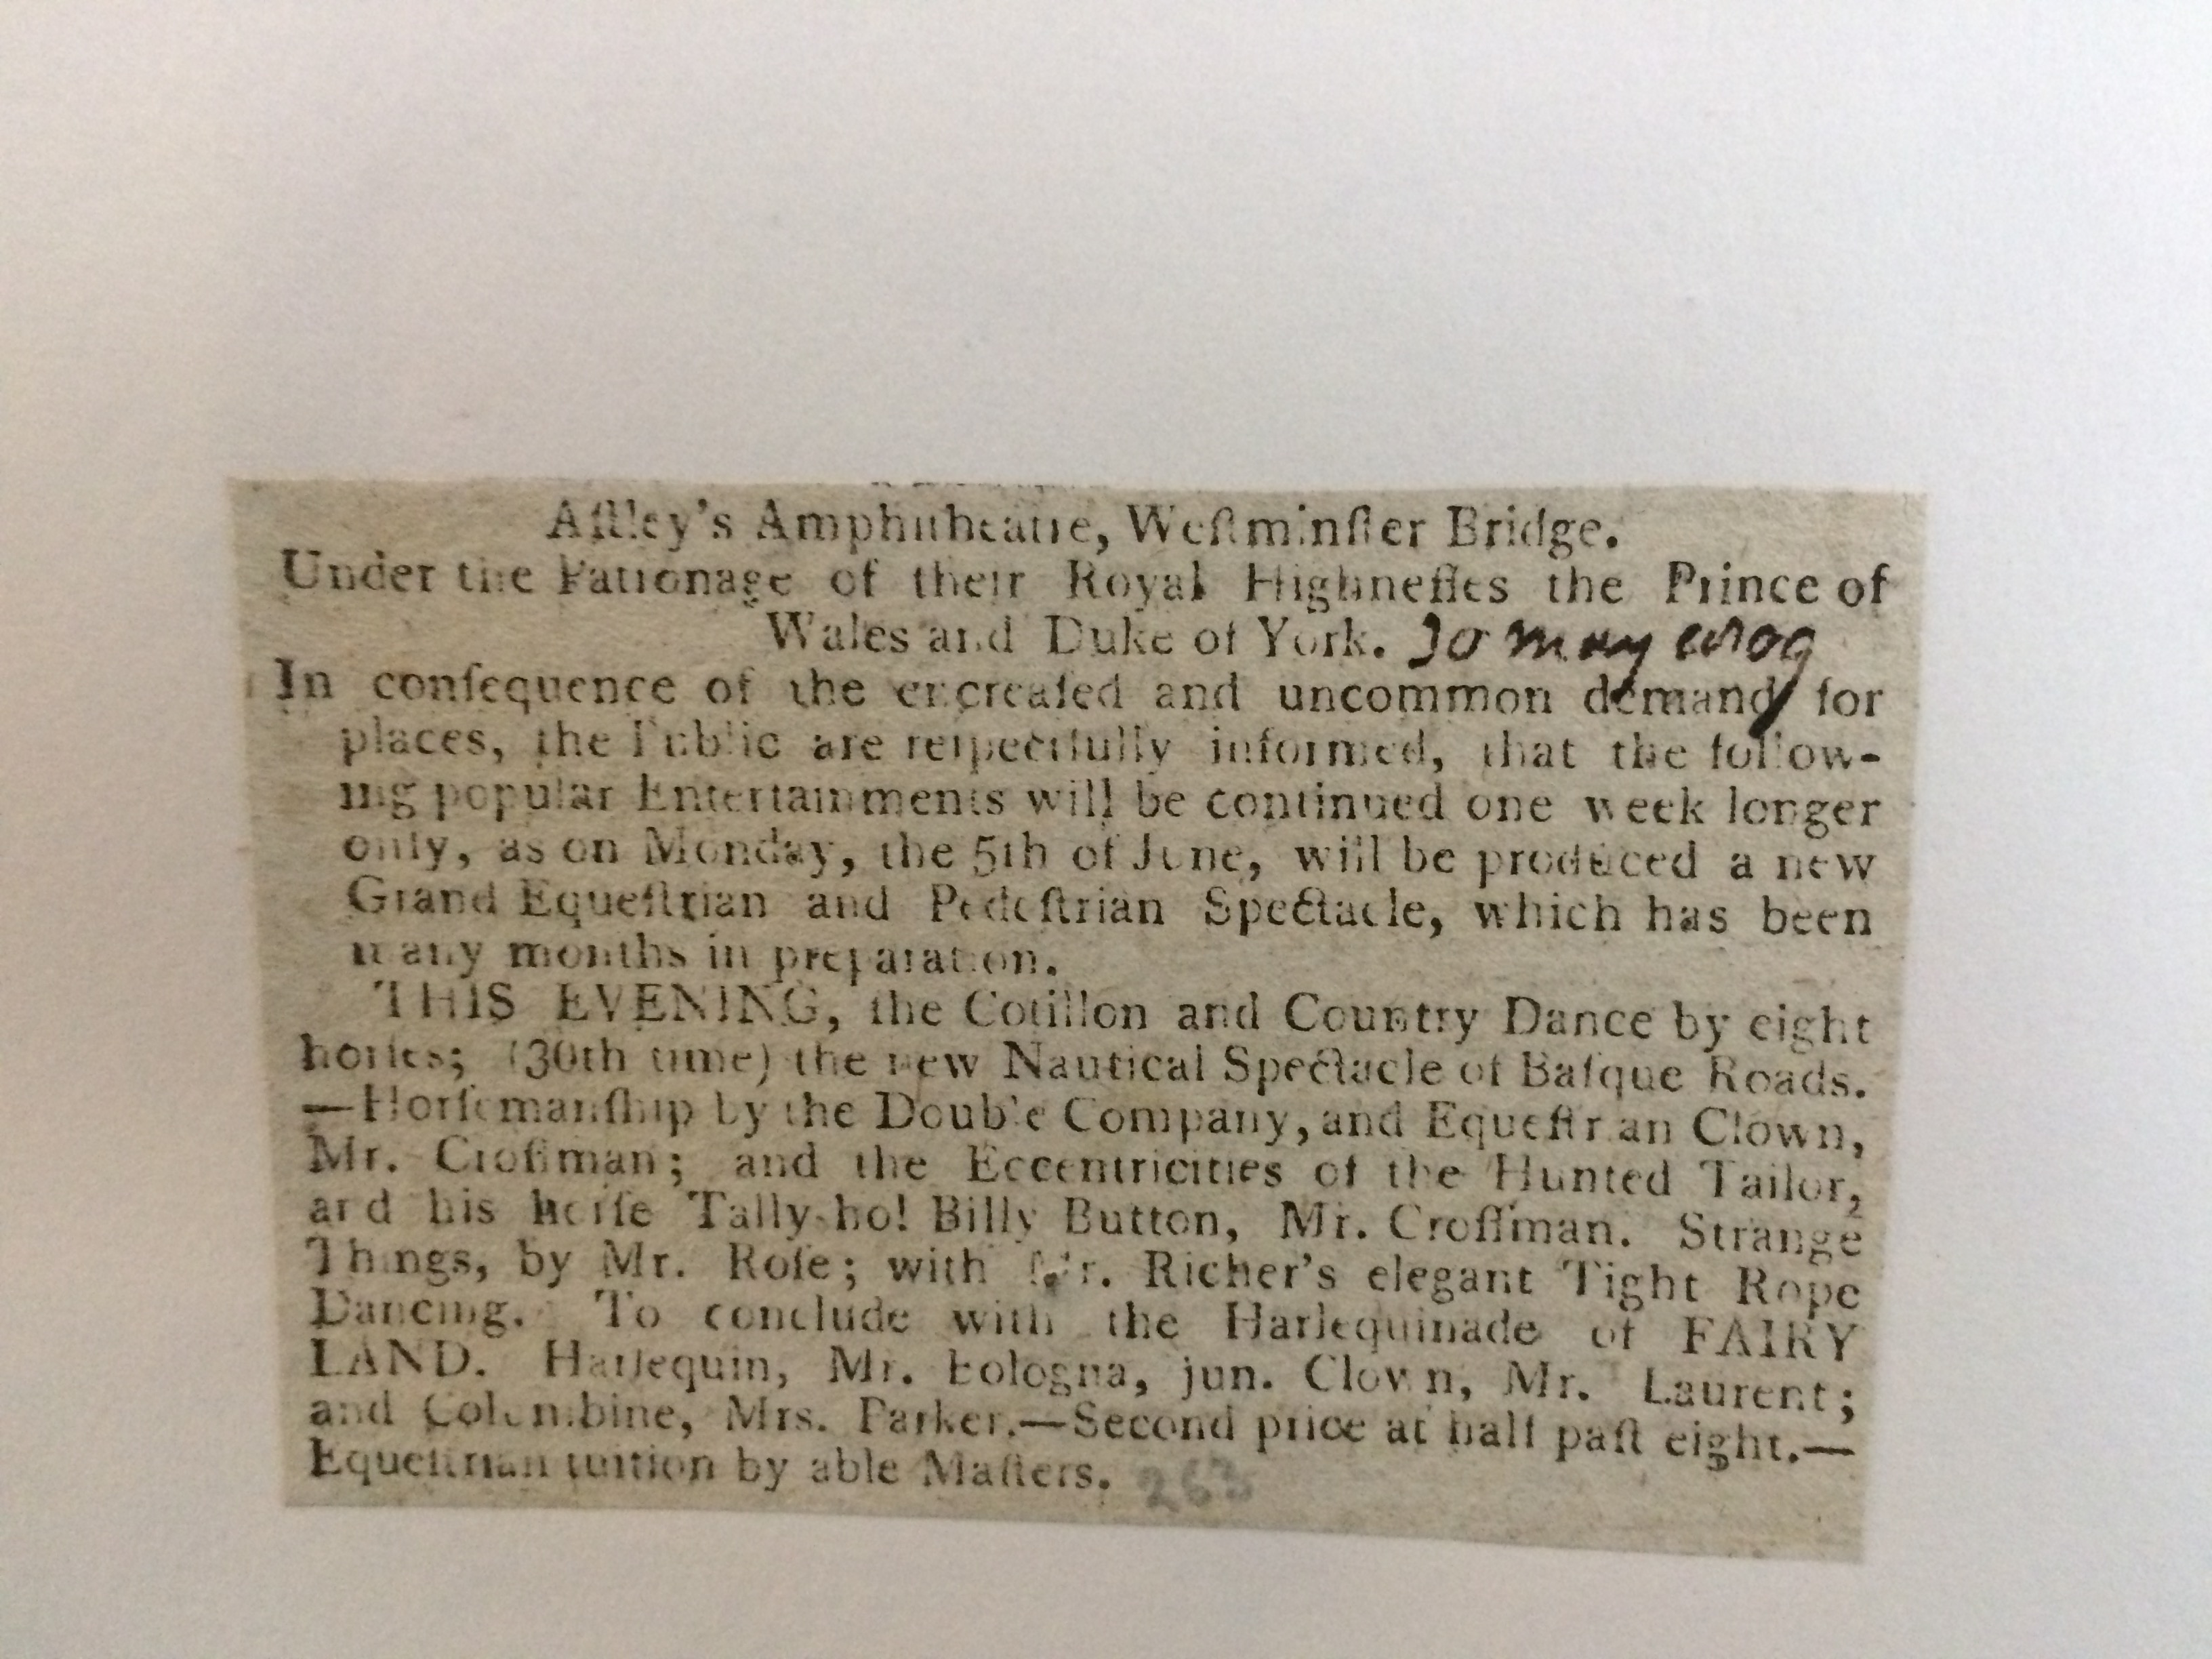 Aſtley's Amphitheatre, Weſtminſter Bridge.
Under the Patronage of their Royal Highneſſes the Prince of
Wales and Duke of York. 30 May 1809
In conſequence of the encreaſed and uncommon demand for
places, the Public are reſpectfully informed, that the follow-
ing popular Entertainments will be continued one week longer
only, as on Monday, the 5th of June, will be produced a new
Grand Equeſtrian and Pedeſtrian Spectacle, which has been
many months in preparation.
THIS EVENING, the Cotillon and Country Dance by eight
horſes; (30th time) the new Nautical Spectacle of Baſque Roads.
—Horſemanſhip by the Double Company, and Equeſtrian Clown,
Mr. Croſſman; and the Eccentricities of the Hunted Tailor,
and his horſe Tally-ho! Billy Button, Mr. Croſſman. Strange
Things, by Mr. Roſe; with Mr. Richer's elegant Tight Rope
Dancing. To conclude with the Harlequinade of FAIRY
LAND. Harlequin, Mr. Bologna, jun. Clown, Mr. Laurent;
and Columbine, Mrs. Parker.—Second price at half paſt eight.—
Equeſtrian tuition by able Maſters. 263